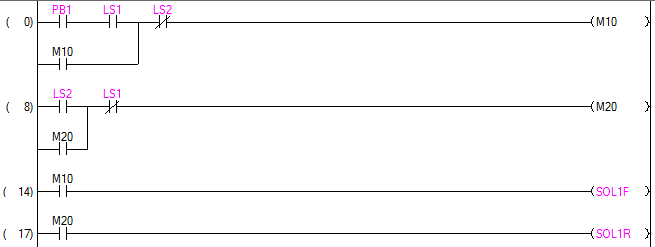 PB1 LS1 LS2
( 0) (M10 )
M10
LS2 LS1
( 8) (M20 )
M20
M10
( 14) (SOL1F )
M20
( 17) (SOL1R )